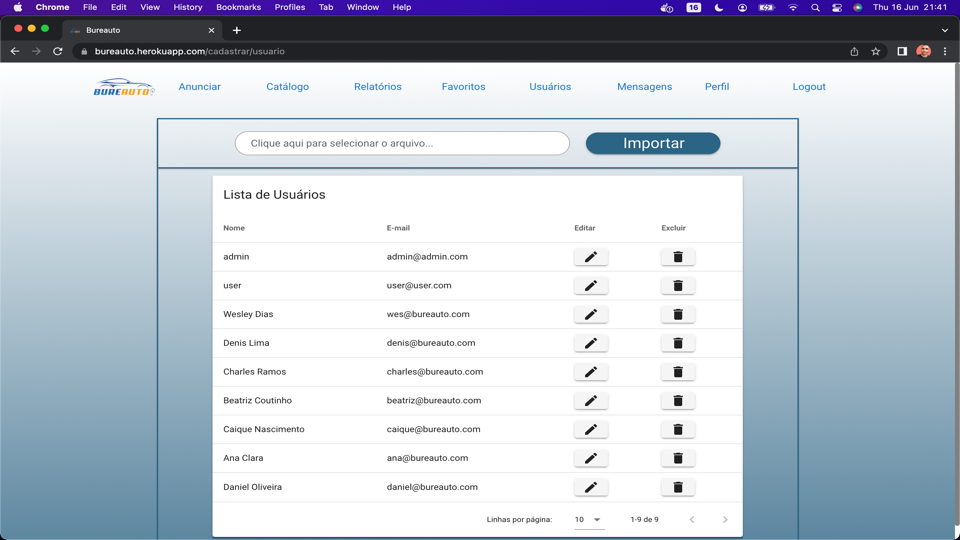 Chrome File Edit View History Bookmarks Profiles Tab Window Help 16 Thu 16 Jun 21:41
Bureauto
bureauto.herokuapp.com/cadastrar/usuario
BUREAUTO Anunciar Catálogo Relatórios Favoritos Usuários Mensagens Perfil Logout
Clique aqui para selecionar o arquivo... Importar
Lista de Usuários
Nome E-mail Editar Excluir
admin admin@admin.com
user user@user.com
Wesley Dias wes@bureauto.com
Denis Lima denis@bureauto.com
Charles Ramos charles@bureauto.com
Beatriz Coutinho beatriz@bureauto.com
Caique Nascimento caique@bureauto.com
Ana Clara ana@bureauto.com
Daniel Oliveira daniel@bureauto.com
Linhas por página: 10 1-9 de 9